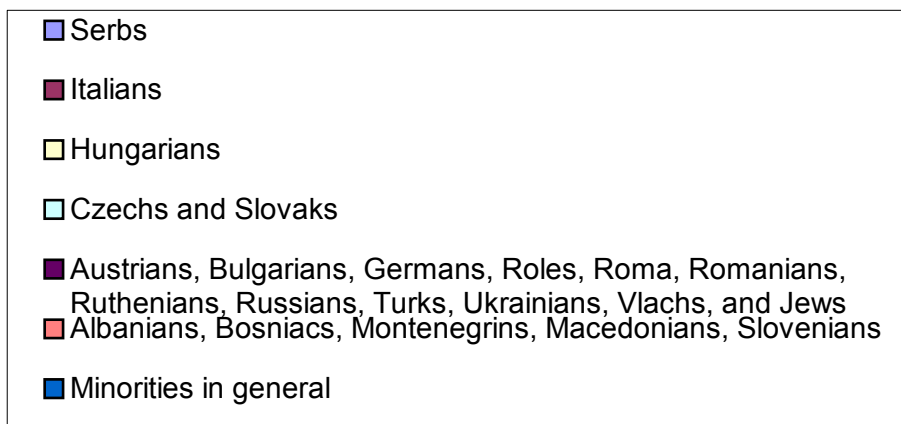 Serbs
Italians
Hungarians
Czechs and Slovaks
Austrians, Bulgarians, Germans, Roles, Roma, Romanians,
Ruthenians, Russians, Turks, Ukrainians, Vlachs, and Jews
Albanians, Bosniacs, Montenegrins, Macedonians, Slovenians
Minorities in general